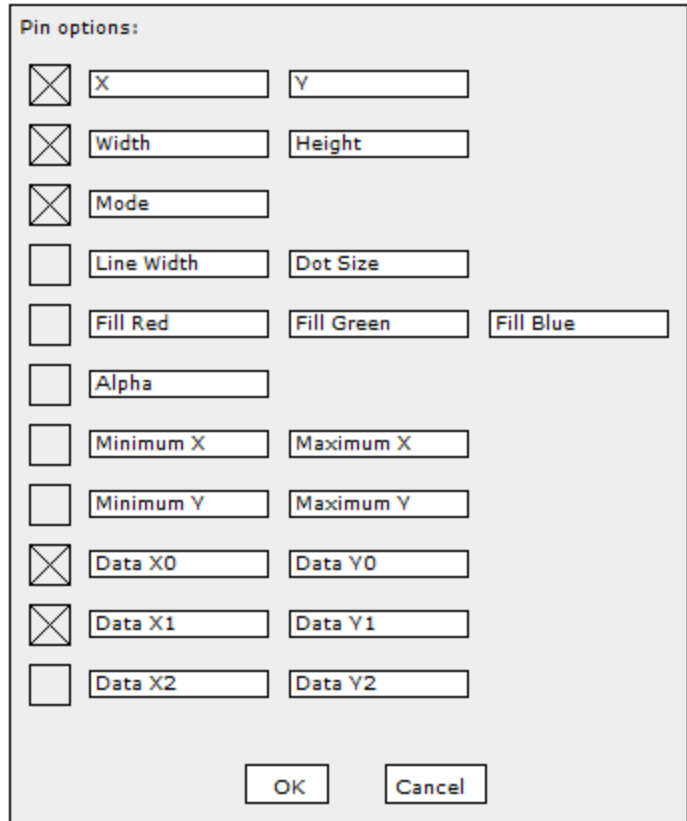 Pin options:
X Y
Width Height
Mode
Line Width Dot Size
Fill Red Fill Green Fill Blue
Alpha
Minimum X Maximum X
Minimum Y Maximum Y
Data X0 Data Y0
Data X1 Data Y1
Data X2 Data Y2
OK Cancel